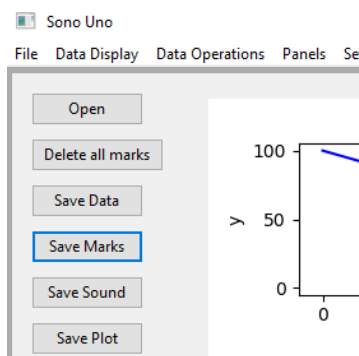 Sono Uno
File Data Display Data Operations Panels Se
Open
Delete all marks
Save Data
Save Marks
Save Sound
Save Plot
100
50
0
y
0